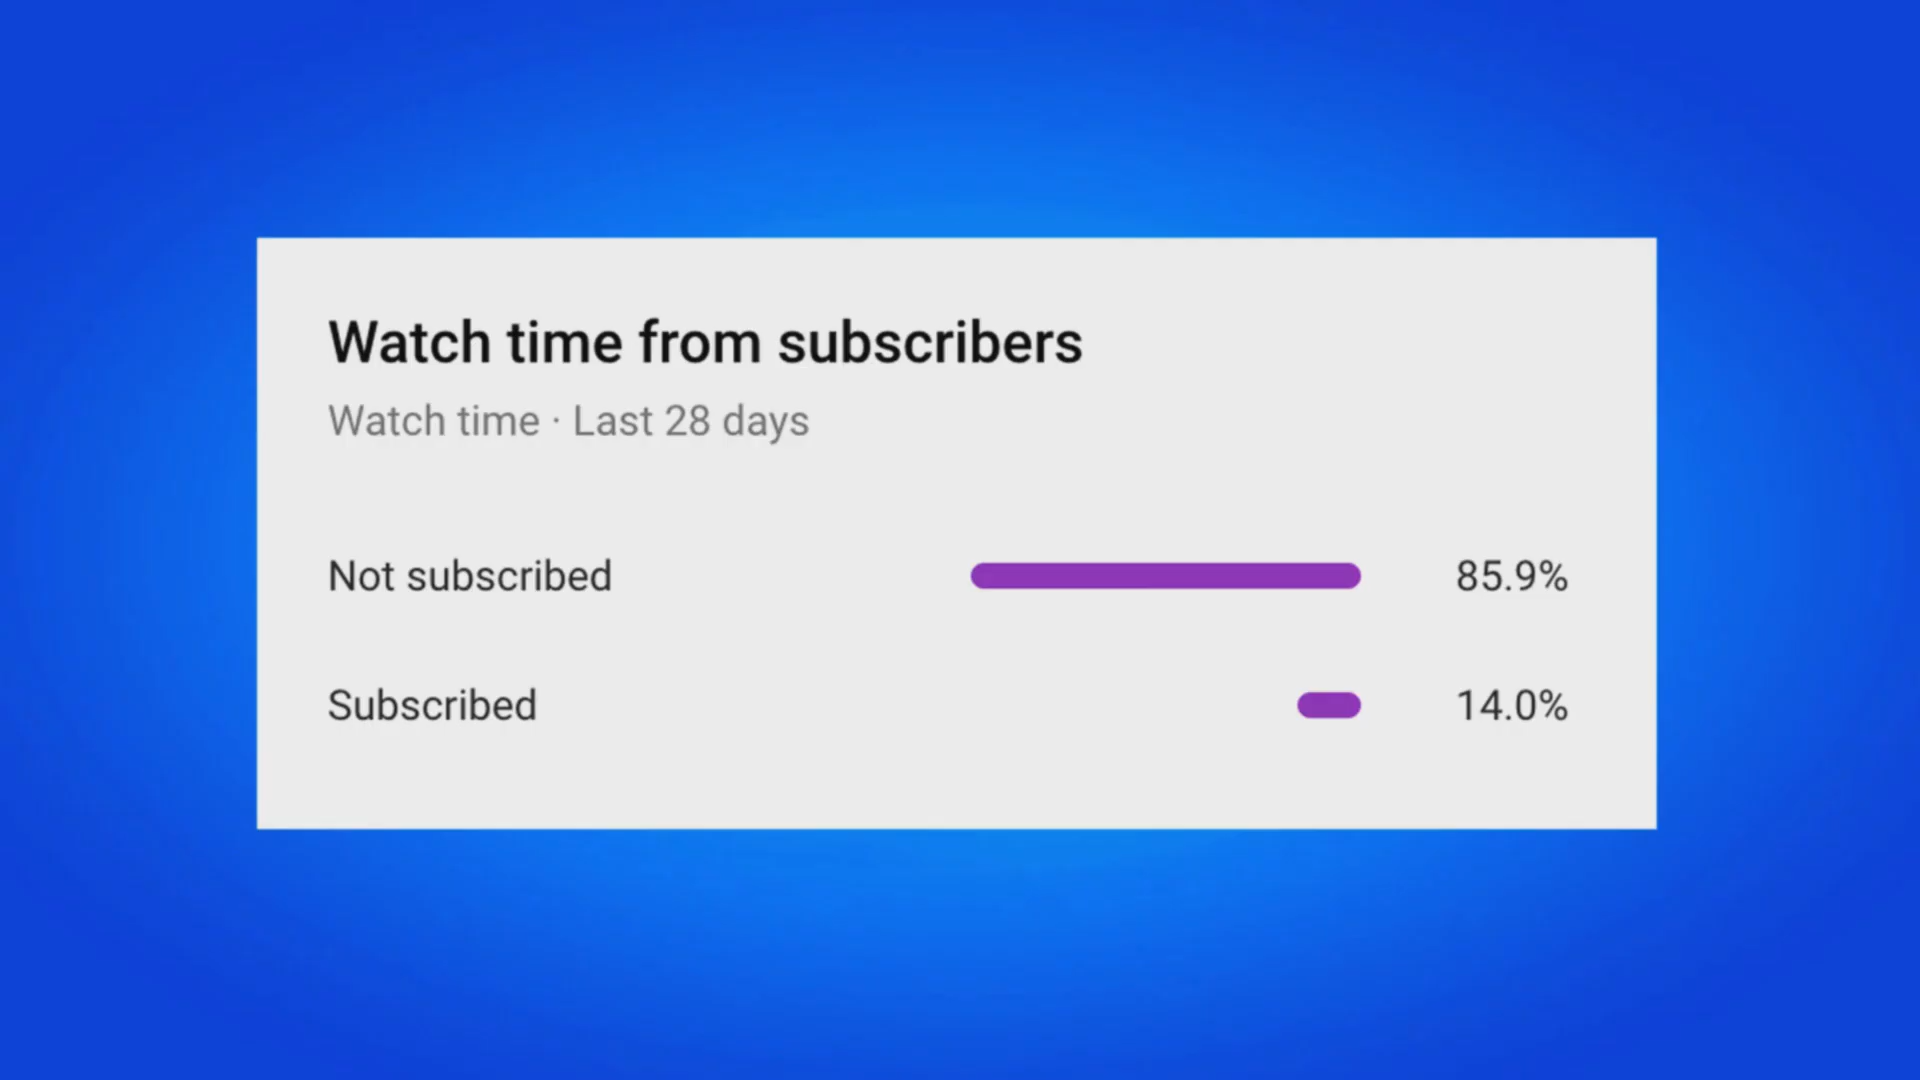 Watch time from subscribers
Watch time · Last 28 days
Not subscribed 85.9%
Subscribed 14.0%